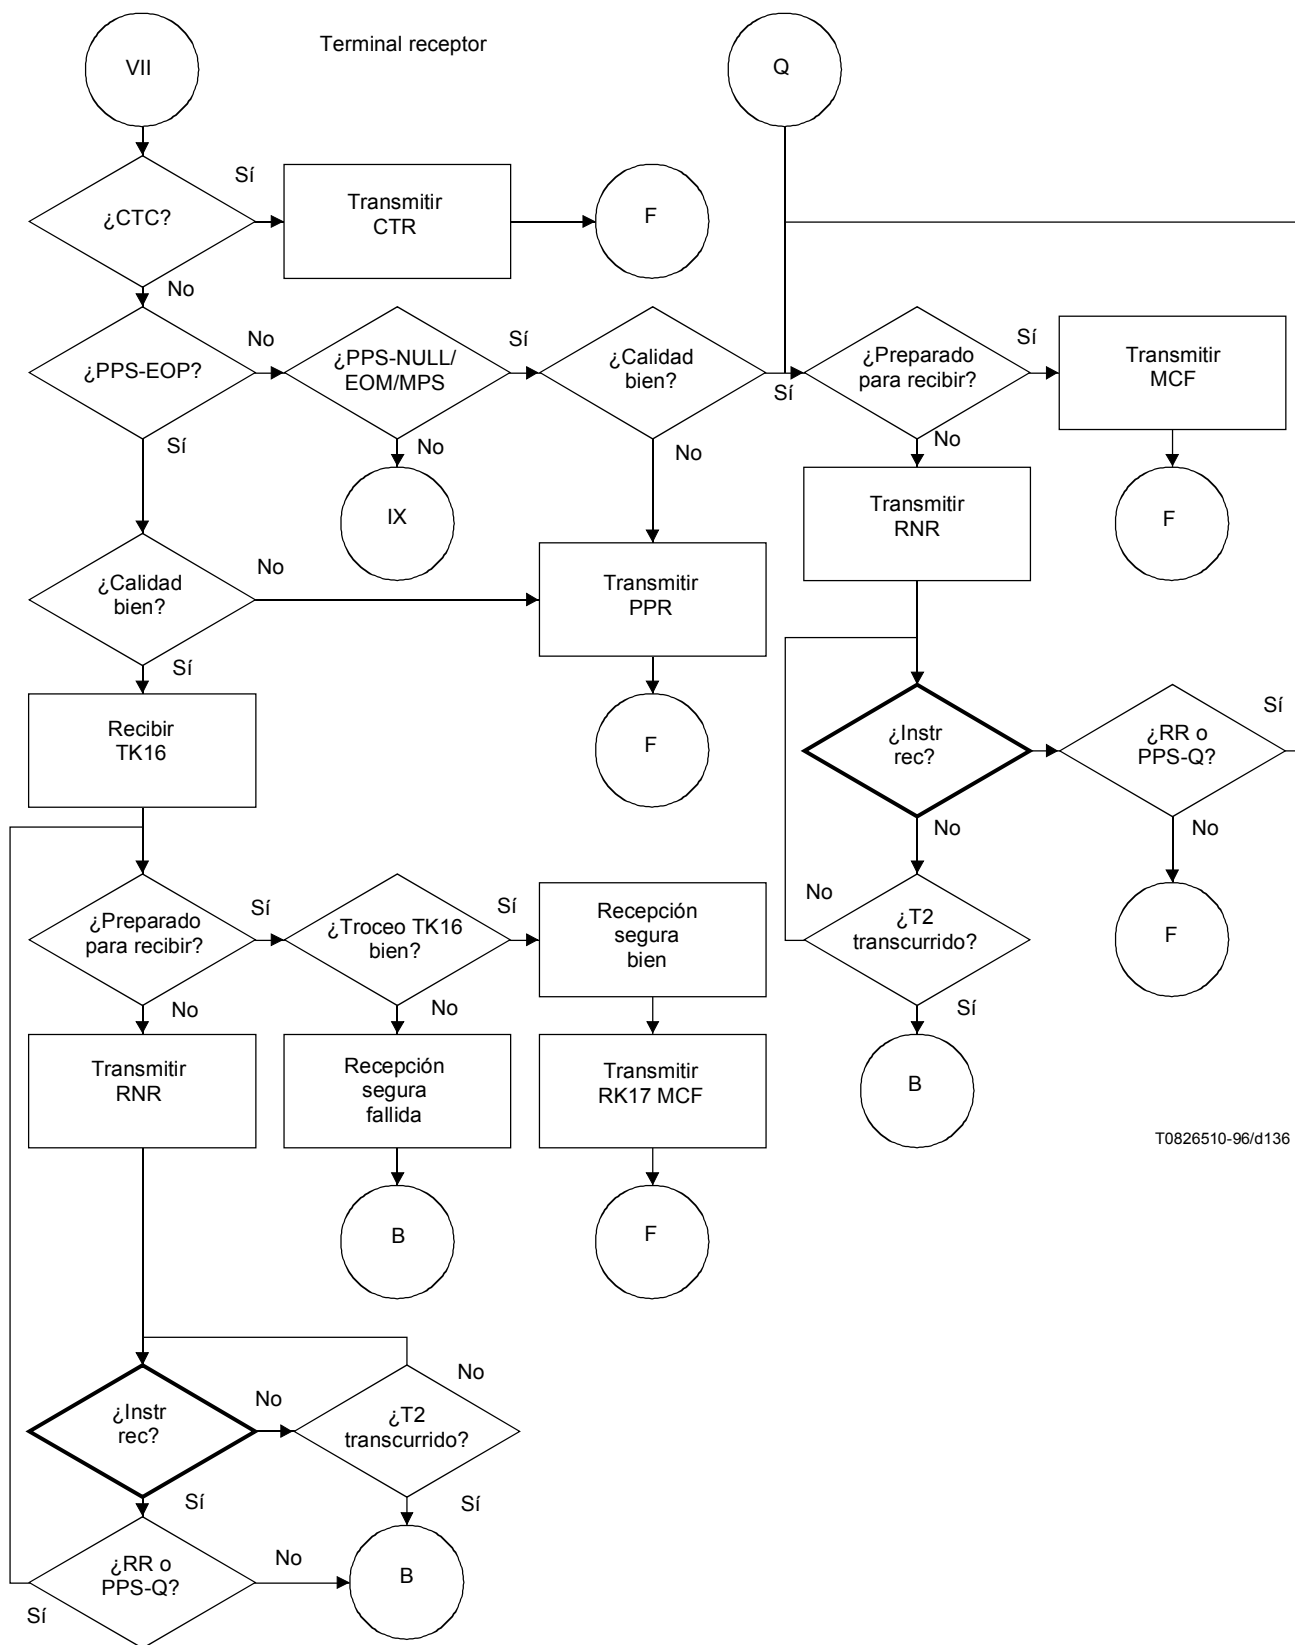 Terminal receptor
VII
Q
Sí
¿CTC?
Transmitir
CTR
F
No
¿PPS-EOP?
No
¿PPS-NULL/
EOM/MPS
Sí
¿Calidad
bien?
Sí
¿Preparado
para recibir?
Sí
Transmitir
MCF
Sí
No
No
No
IX
Transmitir
RNR
F
¿Calidad
bien?
No
Transmitir
PPR
Sí
Recibir
TK16
F
¿Instr
rec?
¿RR o
PPS-Q?
Sí
No
No
¿Preparado
para recibir?
Sí
¿Troceo TK16
bien?
Sí
Recepción
segura
bien
No
¿T2
transcurrido?
F
No
No
Sí
Transmitir
RNR
Recepción
segura
fallida
Transmitir
RK17 MCF
B
T0826510-96/d136
B
F
¿Instr
rec?
No
¿T2
transcurrido?
No
Sí
Sí
¿RR o
PPS-Q?
No
B
Sí